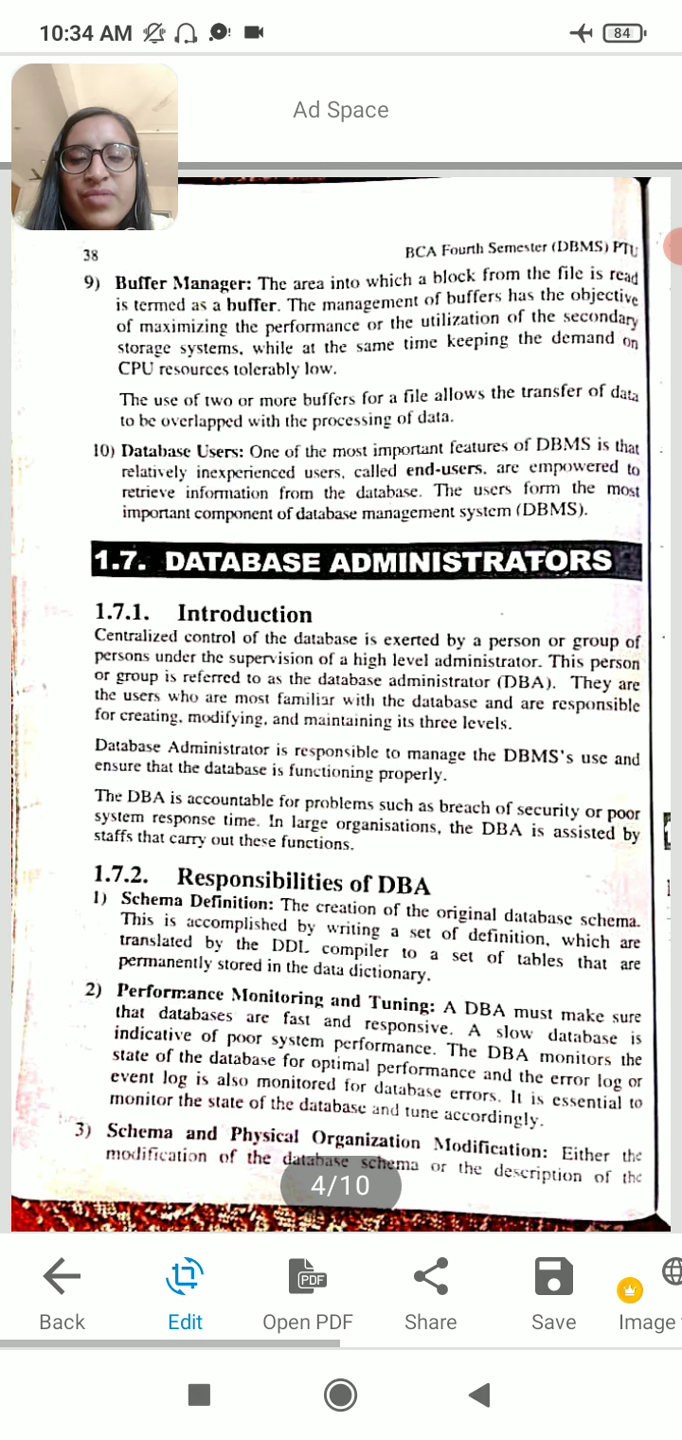 10:34 AM
84
Ad Space
38
BCA Fourth Semester (DBMS) PTU
9) Buffer Manager: The area into which a block from the file is read
is termed as a buffer. The management of buffers has the objective
of maximizing the performance or the utilization of the secondary
storage systems, while at the same time keeping the demand on
CPU resources tolerably low.
The use of two or more buffers for a file allows the transfer of data
to be overlapped with the processing of data.
10) Database Users: One of the most important features of DBMS is that
relatively inexperienced users, called end-users, are empowered to
retrieve information from the database. The users form the most
important component of database management system (DBMS).
1.7. DATABASE ADMINISTRATORS
1.7.1. Introduction
Centralized control of the database is exerted by a person or group of
persons under the supervision of a high level administrator. This person
or group is referred to as the database administrator (DBA). They are
the users who are most familiar with the database and are responsible
for creating, modifying, and maintaining its three levels.
Database Administrator is responsible to manage the DBMS's use and
ensure that the database is functioning properly.
The DBA is accountable for problems such as breach of security or poor
system response time. In large organisations, the DBA is assisted by
staffs that carry out these functions.
1.7.2. Responsibilities of DBA
1) Schema Definition: The creation of the original database schema.
This is accomplished by writing a set of definition, which are
translated by the DDL compiler to a set of tables that are
permanently stored in the data dictionary.
2) Performance Monitoring and Tuning: A DBA must make sure
that databases are fast and responsive. A slow database is
indicative of poor system performance. The DBA monitors the
state of the database for optimal performance and the error log or
event log is also monitored for database errors. It is essential to
monitor the state of the database and tune accordingly.
3) Schema and Physical Organization Modification: Either the
modification of the database schema or the description of the
4/10
PDF
Back
Edit
Open PDF
Share
Save
Image